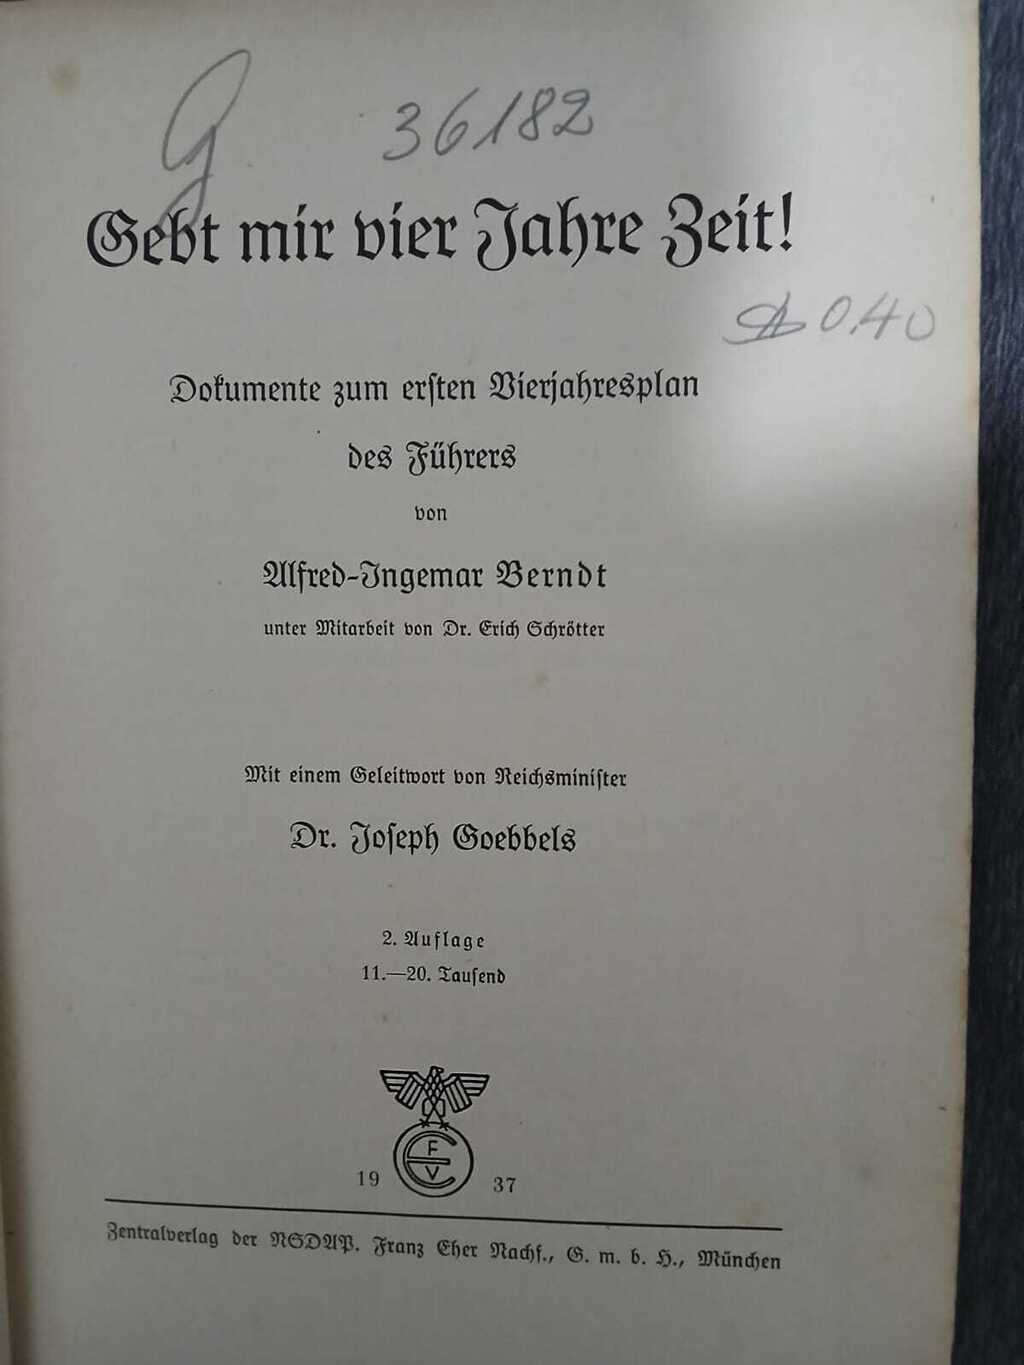 G 36182
Gebt mir vier Jahre Zeit!
0.40
Dokumente zum ersten Vierjahresplan
des Führers
von
Alfred-Ingemar Berndt
unter Mitarbeit von Dr. Erich Schrötter
Mit einem Geleitwort von Reichsminister
Dr. Joseph Goebbels
2. Auflage
11.—20. Tausend
F
E
V
19 37
Zentralverlag der NSDAP. Franz Eher Nachf., G. m. b. H., München